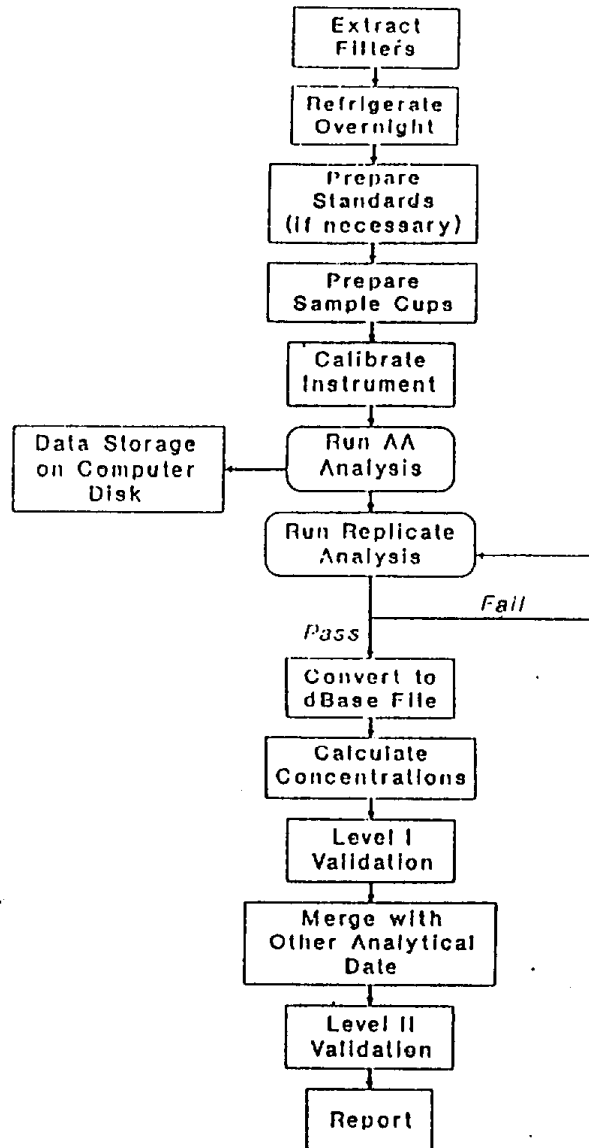 Extract
Filters
Refrigerate
Overnight
Prepare
Standards
(if necessary)
Prepare
Sample Cups
Calibrate
Instrument
Data Storage
on Computer
Disk
Run AA
Analysis
Run Replicate
Analysis
Fail
Pass
Convert to
dBase File
Calculate
Concentrations
Level I
Validation
Merge with
Other Analytical
Date
Level II
Validation
Report